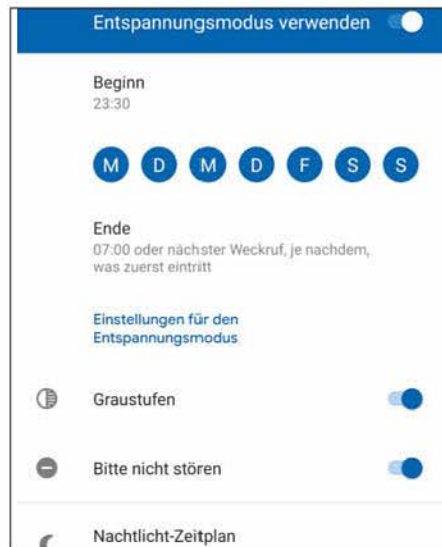 Entspannungsmodus verwenden
Beginn
23:30
M D M D F S S
Ende
07:00 oder nächster Weckruf, je nachdem,
was zuerst eintritt
Einstellungen für den
Entspannungsmodus
Graustufen
Bitte nicht stören
Nachtlicht-Zeitplan